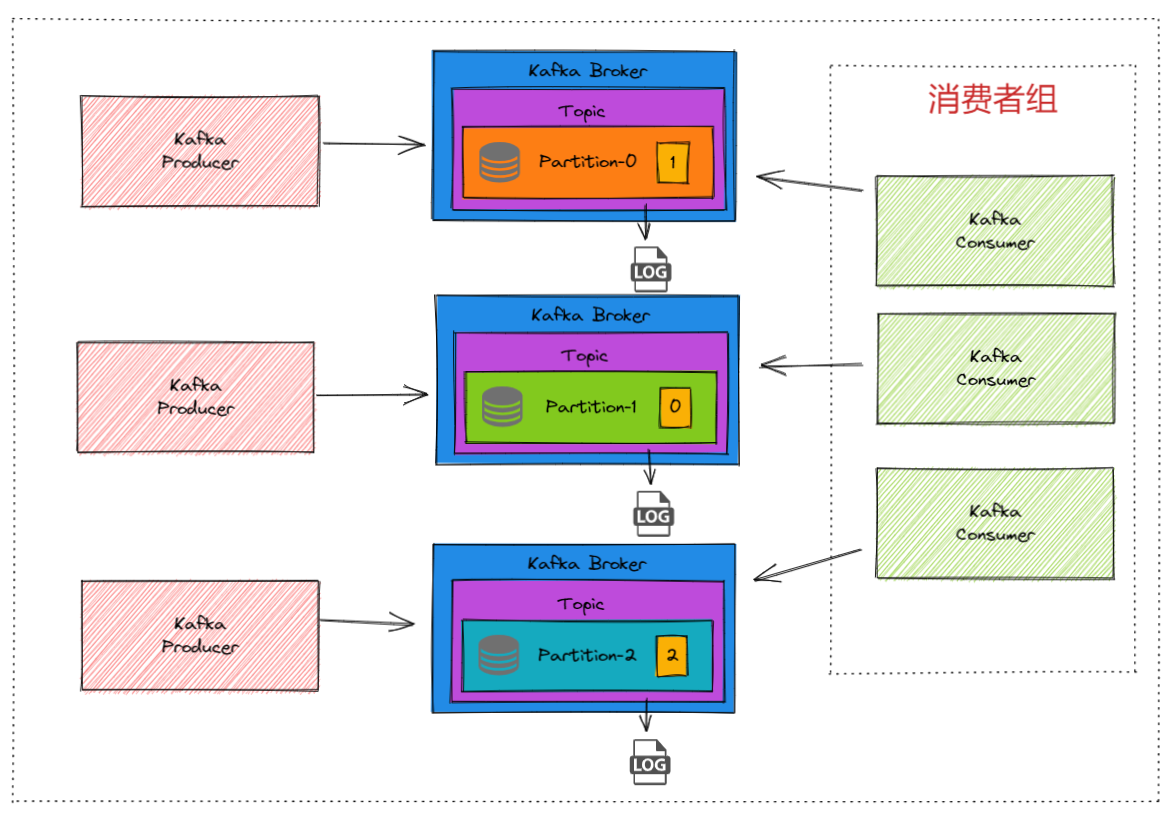 Kafka Broker
Topic
Kafka
Producer
Partition-0
1
LOG
消费者组
Kafka
Consumer
Kafka Broker
Topic
Kafka
Producer
Partition-1
0
LOG
Kafka
Consumer
Kafka Broker
Topic
Kafka
Producer
Partition-2
2
LOG
Kafka
Consumer